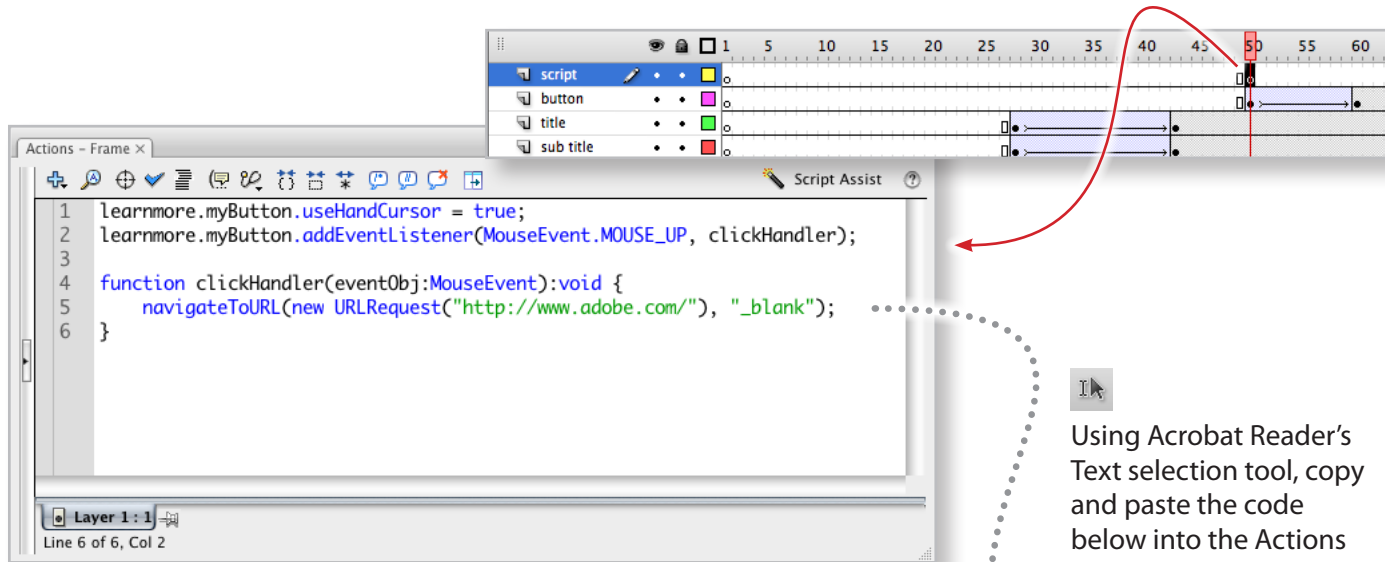 1 5 10 15 20 25 30 35 40 45 50 55 60
script
button
title
sub title
Actions – Frame ×
Script Assist
1 learnmore.myButton.useHandCursor = true;
2 learnmore.myButton.addEventListener(MouseEvent.MOUSE_UP, clickHandler);
3
4 function clickHandler(eventObj:MouseEvent):void {
5 navigateToURL(new URLRequest("http://www.adobe.com/"), "_blank");
6 }
Layer 1 : 1
Line 6 of 6, Col 2
Using Acrobat Reader’s
Text selection tool, copy
and paste the code
below into the Actions